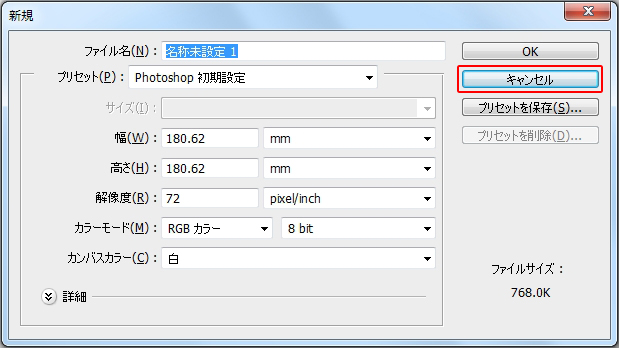 新規
ファイル名(N): 名称未設定 1
OK
プリセット(P): Photoshop 初期設定
キャンセル
サイズ(I):
プリセットを保存(S)...
幅(W): 180.62 mm
プリセットを削除(D)...
高さ(H): 180.62 mm
解像度(R): 72 pixel/inch
カラーモード(M): RGB カラー 8 bit
カンバスカラー(C): 白
ファイルサイズ :
768.0K
詳細